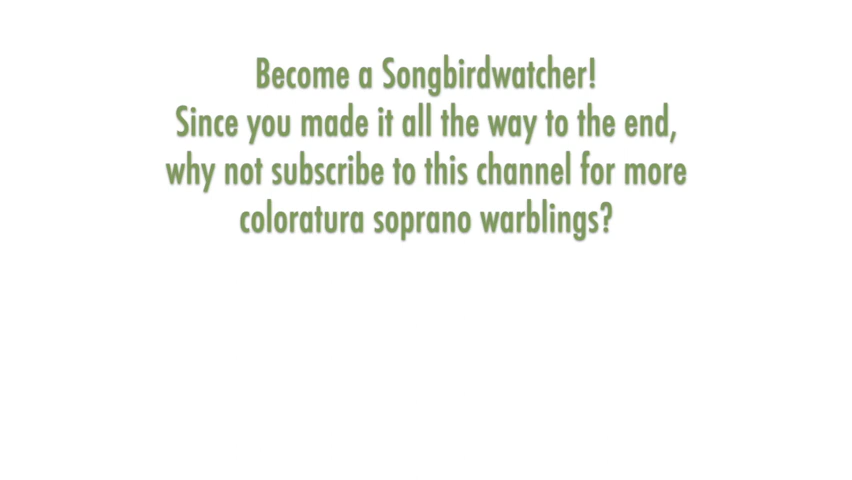 Become a Songbirdwatcher!
Since you made it all the way to the end,
why not subscribe to this channel for more
coloratura soprano warblings?